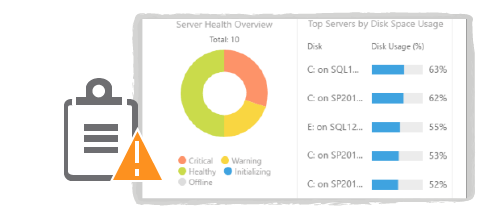 Server Health Overview
Total: 10
Critical
Warning
Healthy
Initializing
Offline
Top Servers by Disk Space Usage
Disk Disk Usage (%)
C: on SQL1... 63%
C: on SP201... 62%
E: on SQL12... 55%
C: on SP201... 53%
C: on SP201... 52%